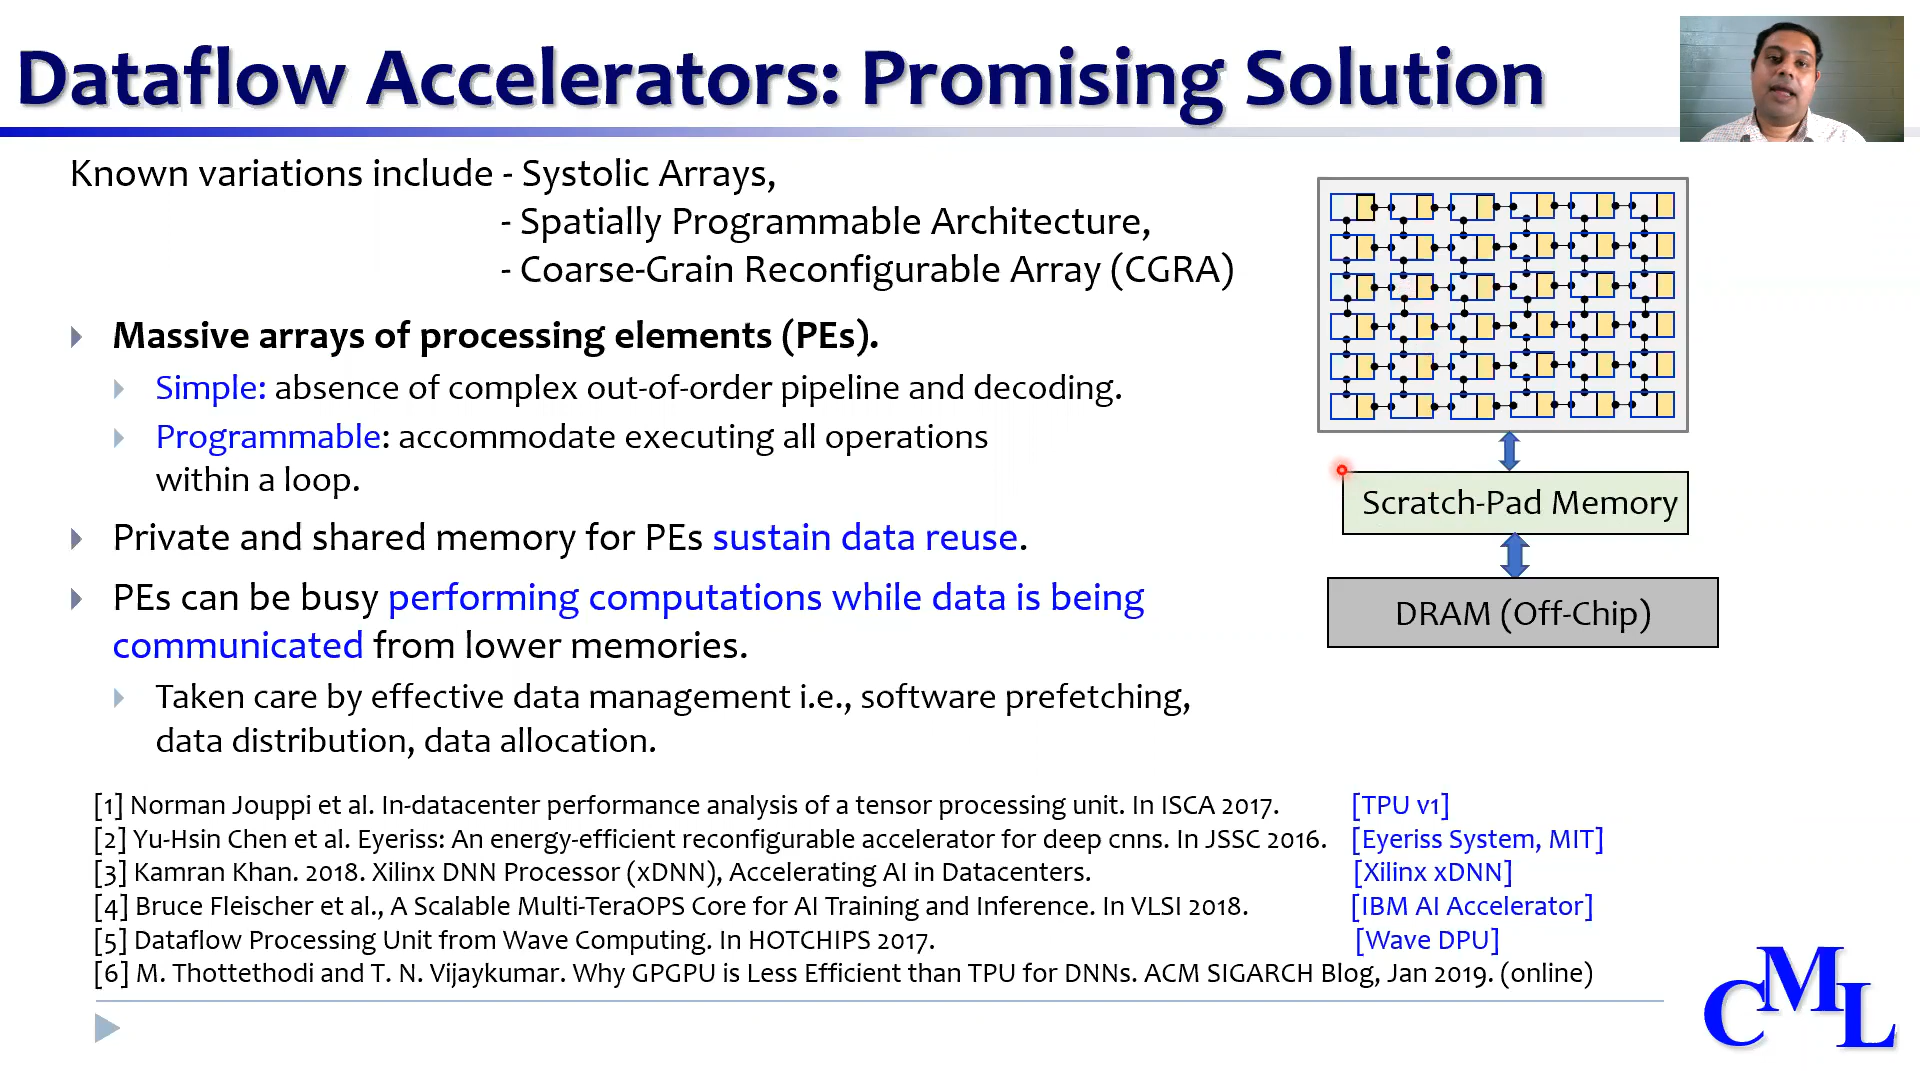 Dataflow Accelerators: Promising Solution
Known variations include - Systolic Arrays,
- Spatially Programmable Architecture,
- Coarse-Grain Reconfigurable Array (CGRA)
Massive arrays of processing elements (PEs).
Simple: absence of complex out-of-order pipeline and decoding.
Programmable: accommodate executing all operations
within a loop.
Private and shared memory for PEs sustain data reuse.
PEs can be busy performing computations while data is being
communicated from lower memories.
Taken care by effective data management i.e., software prefetching,
data distribution, data allocation.
Scratch-Pad Memory
DRAM (Off-Chip)
[1] Norman Jouppi et al. In-datacenter performance analysis of a tensor processing unit. In ISCA 2017. [TPU v1]
[2] Yu-Hsin Chen et al. Eyeriss: An energy-efficient reconfigurable accelerator for deep cnns. In JSSC 2016. [Eyeriss System, MIT]
[3] Kamran Khan. 2018. Xilinx DNN Processor (xDNN), Accelerating AI in Datacenters. [Xilinx xDNN]
[4] Bruce Fleischer et al., A Scalable Multi-TeraOPS Core for AI Training and Inference. In VLSI 2018. [IBM AI Accelerator]
[5] Dataflow Processing Unit from Wave Computing. In HOTCHIPS 2017. [Wave DPU]
[6] M. Thottethodi and T. N. Vijaykumar. Why GPGPU is Less Efficient than TPU for DNNs. ACM SIGARCH Blog, Jan 2019. (online)
CML